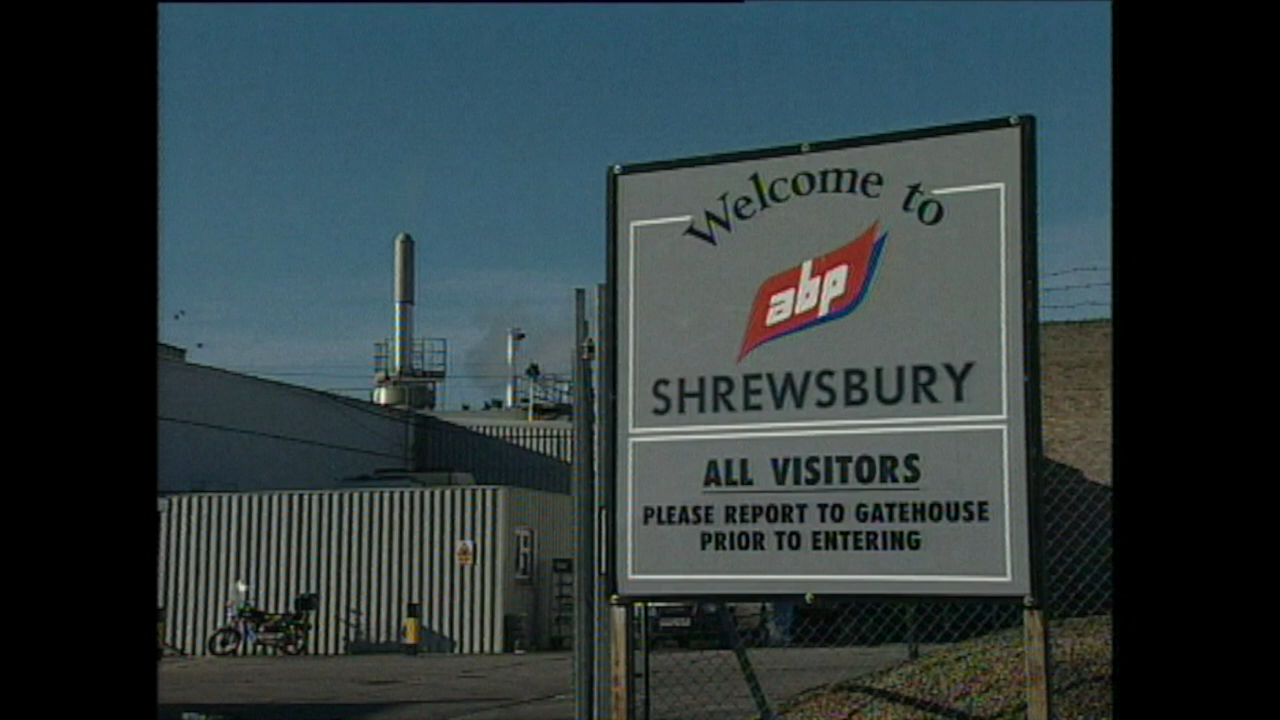 Welcome to
abp
SHREWSBURY
ALL VISITORS
PLEASE REPORT TO GATEHOUSE
PRIOR TO ENTERING